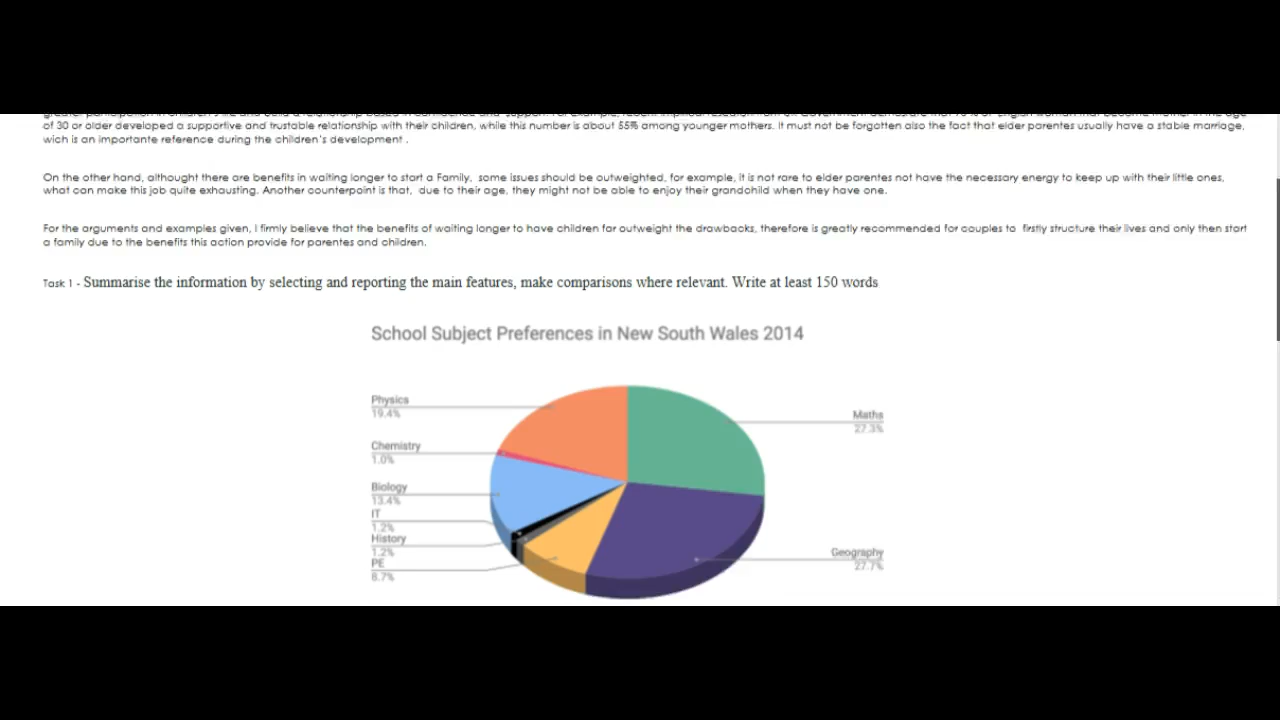 of 30 or older developed a supportive and trustable relationship with their children, while this number is about 55% among younger mothers. It must not be forgotten also the fact that elder parentes usually have a stable marriage,
wich is an importante reference during the children's development .
On the other hand, althought there are benefits in waiting longer to start a Family, some issues should be outweighted, for example, it is not rare to elder parentes not have the necessary energy to keep up with their little ones,
what can make this job quite exhausting. Another counterpoint is that, due to their age, they might not be able to enjoy their grandchild when they have one.
For the arguments and examples given, I firmly believe that the benefits of waiting longer to have children far outweight the drawbacks, therefore is greatly recommended for couples to firstly structure their lives and only then start
a family due to the benefits this action provide for parentes and children.
Task 1 - Summarise the information by selecting and reporting the main features, make comparisons where relevant. Write at least 150 words
School Subject Preferences in New South Wales 2014
Physics
19.4%
Maths
27.3%
Chemistry
1.0%
Biology
13.4%
IT
1.2%
History
1.2%
PE
8.7%
Geography
27.7%